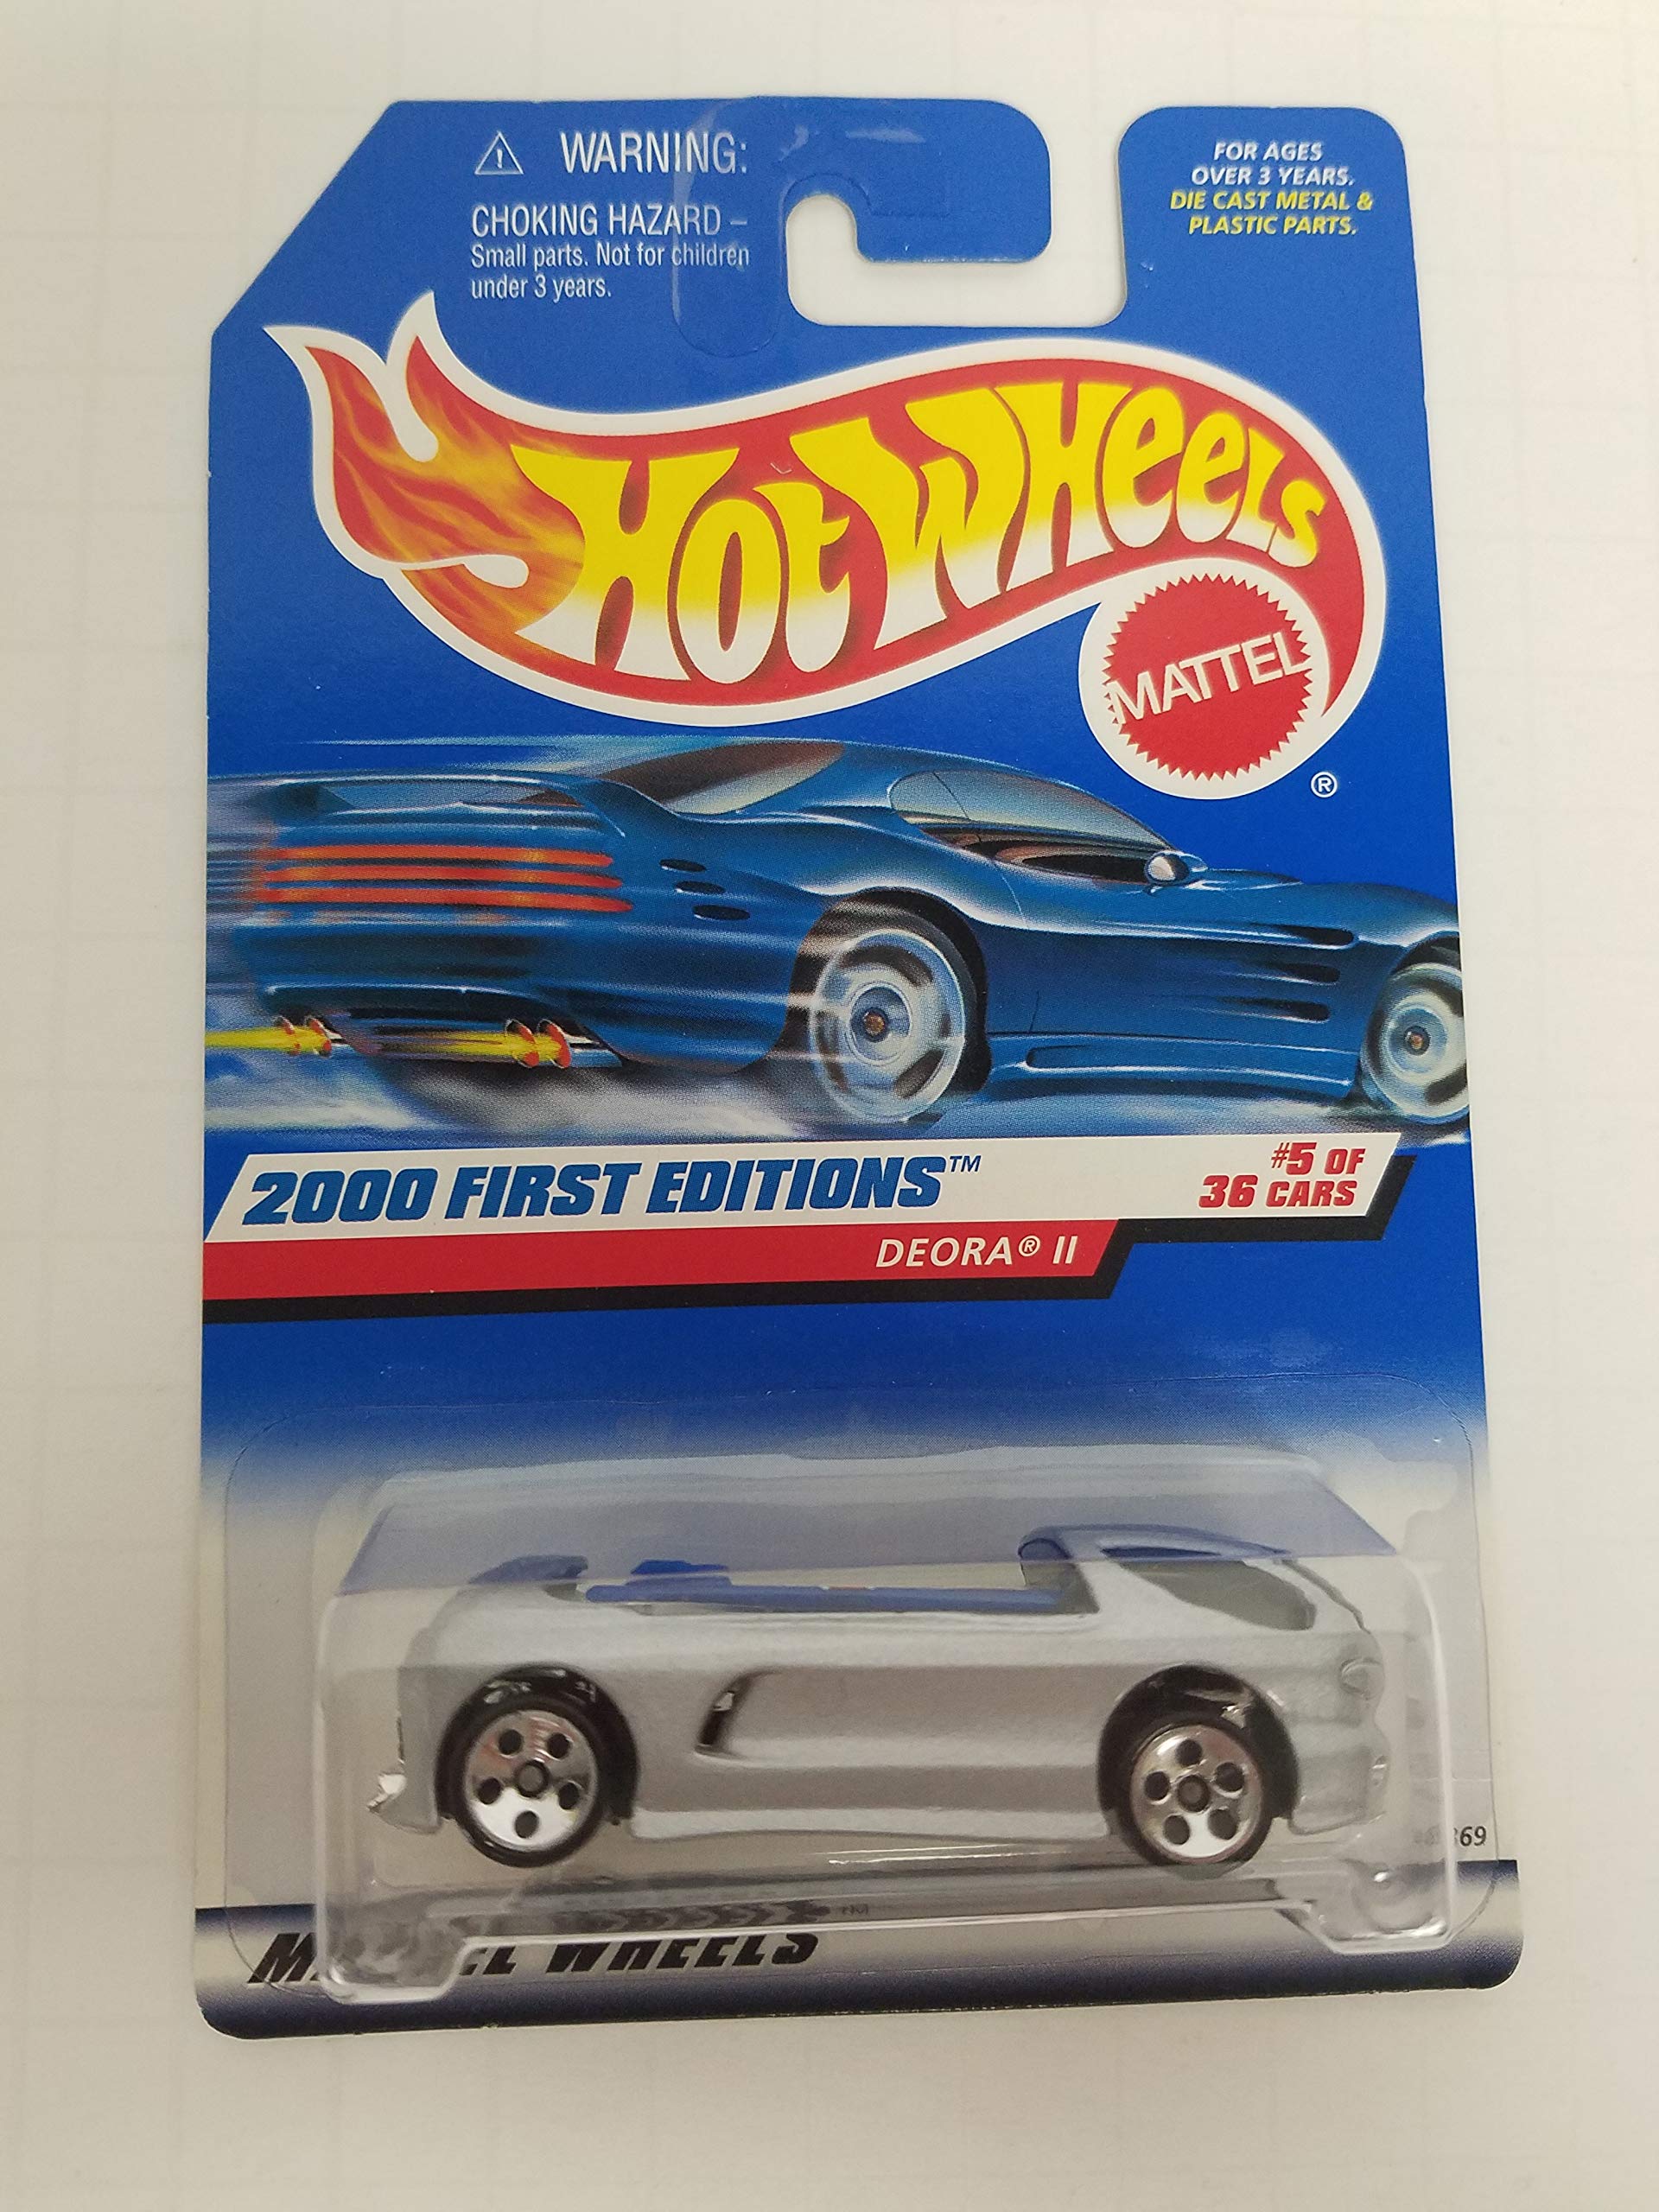 WARNING:
CHOKING HAZARD –
Small parts. Not for children
under 3 years.
FOR AGES
OVER 3 YEARS.
DIE CAST METAL &
PLASTIC PARTS.
Hot Wheels
MATTEL
®
2000 FIRST EDITIONS™
#5 OF
36 CARS
DEORA® II
WHEELS